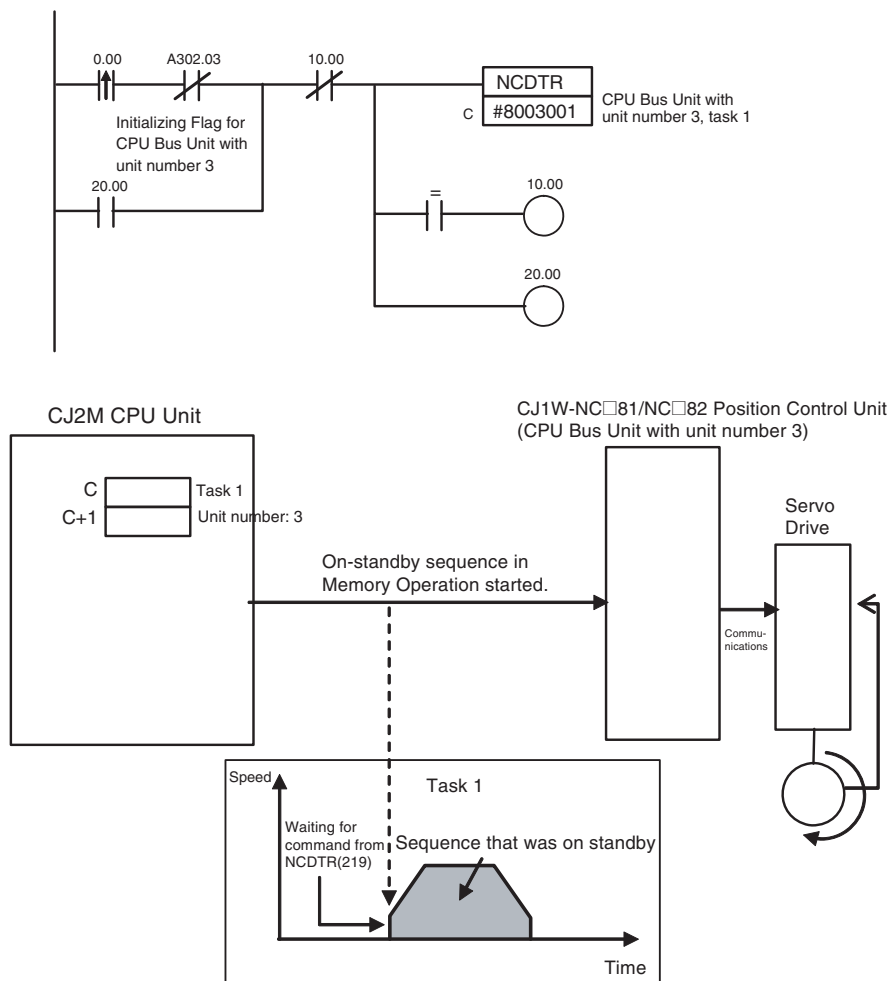 0.00
A302.03
10.00
NCDTR
C
#8003001
CPU Bus Unit with
unit number 3, task 1
Initializing Flag for
CPU Bus Unit with
unit number 3
20.00
=
10.00
20.00
CJ2M CPU Unit
CJ1W-NC□81/NC□82 Position Control Unit
(CPU Bus Unit with unit number 3)
C
Task 1
C+1
Unit number: 3
Servo
Drive
On-standby sequence in
Memory Operation started.
Commu-
nications
Speed
Task 1
Waiting for
command from
NCDTR(219)
Sequence that was on standby
Time